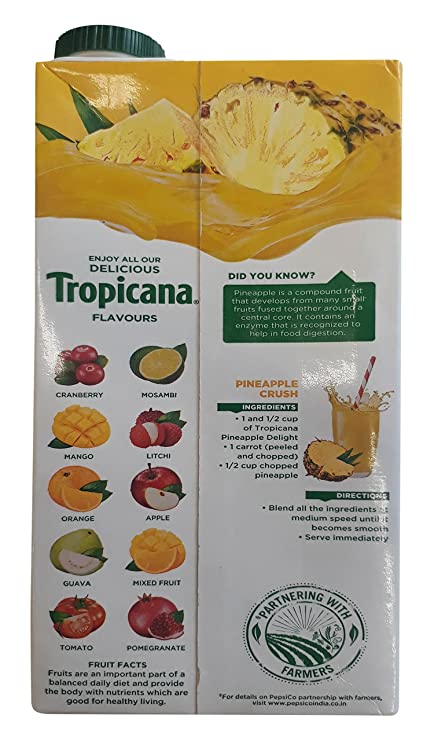 ENJOY ALL OUR
DELICIOUS
Tropicana®
FLAVOURS
CRANBERRY
MOSAMBI
MANGO
LITCHI
ORANGE
APPLE
GUAVA
MIXED FRUIT
TOMATO
POMEGRANATE
FRUIT FACTS
Fruits are an important part of a
balanced daily diet and provide
the body with nutrients which are
good for healthy living.
DID YOU KNOW?
Pineapple is a compound fruit
that develops from many small
fruits fused together around a
central core. It contains an
enzyme that is recognized to
help in food digestion.
PINEAPPLE
CRUSH
INGREDIENTS
• 1 and 1/2 cup
of Tropicana
Pineapple Delight
• 1 carrot (peeled
and chopped)
• 1/2 cup chopped
pineapple
DIRECTIONS
• Blend all the ingredients at
medium speed until it
becomes smooth
• Serve immediately
#PARTNERING WITH
FARMERS
#For details on PepsiCo partnership with farmers,
visit www.pepsicoindia.co.in